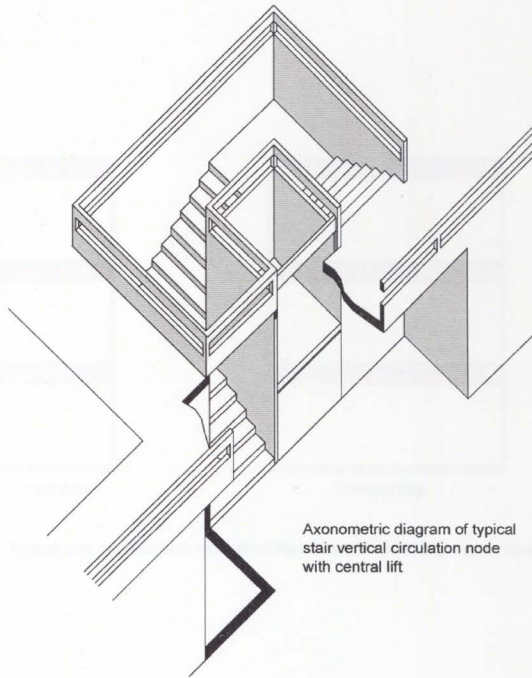 Axonometric diagram of typical
stair vertical circulation node
with central lift